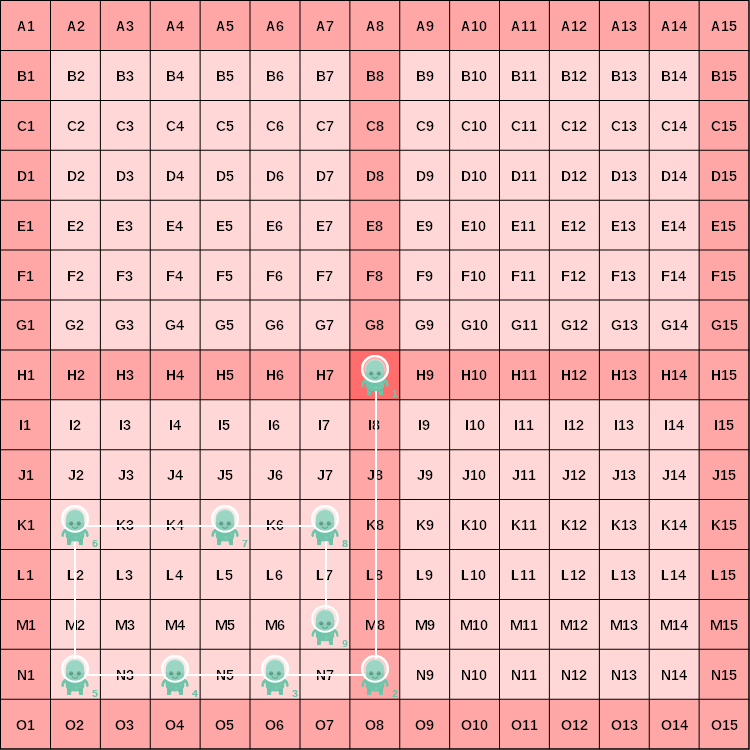 A1 A2 A3 A4 A5 A6 A7 A8 A9 A10 A11 A12 A13 A14 A15
B1 B2 B3 B4 B5 B6 B7 B8 B9 B10 B11 B12 B13 B14 B15
C1 C2 C3 C4 C5 C6 C7 C8 C9 C10 C11 C12 C13 C14 C15
D1 D2 D3 D4 D5 D6 D7 D8 D9 D10 D11 D12 D13 D14 D15
E1 E2 E3 E4 E5 E6 E7 E8 E9 E10 E11 E12 E13 E14 E15
F1 F2 F3 F4 F5 F6 F7 F8 F9 F10 F11 F12 F13 F14 F15
G1 G2 G3 G4 G5 G6 G7 G8 G9 G10 G11 G12 G13 G14 G15
H1 H2 H3 H4 H5 H6 H7 1 H9 H10 H11 H12 H13 H14 H15
I1 I2 I3 I4 I5 I6 I7 I8 I9 I10 I11 I12 I13 I14 I15
J1 J2 J3 J4 J5 J6 J7 J8 J9 J10 J11 J12 J13 J14 J15
K1 6 K3 K4 7 K6 8 K8 K9 K10 K11 K12 K13 K14 K15
L1 L2 L3 L4 L5 L6 L7 L8 L9 L10 L11 L12 L13 L14 L15
M1 M2 M3 M4 M5 M6 9 M8 M9 M10 M11 M12 M13 M14 M15
N1 5 N3 4 N5 3 N7 2 N9 N10 N11 N12 N13 N14 N15
O1 O2 O3 O4 O5 O6 O7 O8 O9 O10 O11 O12 O13 O14 O15